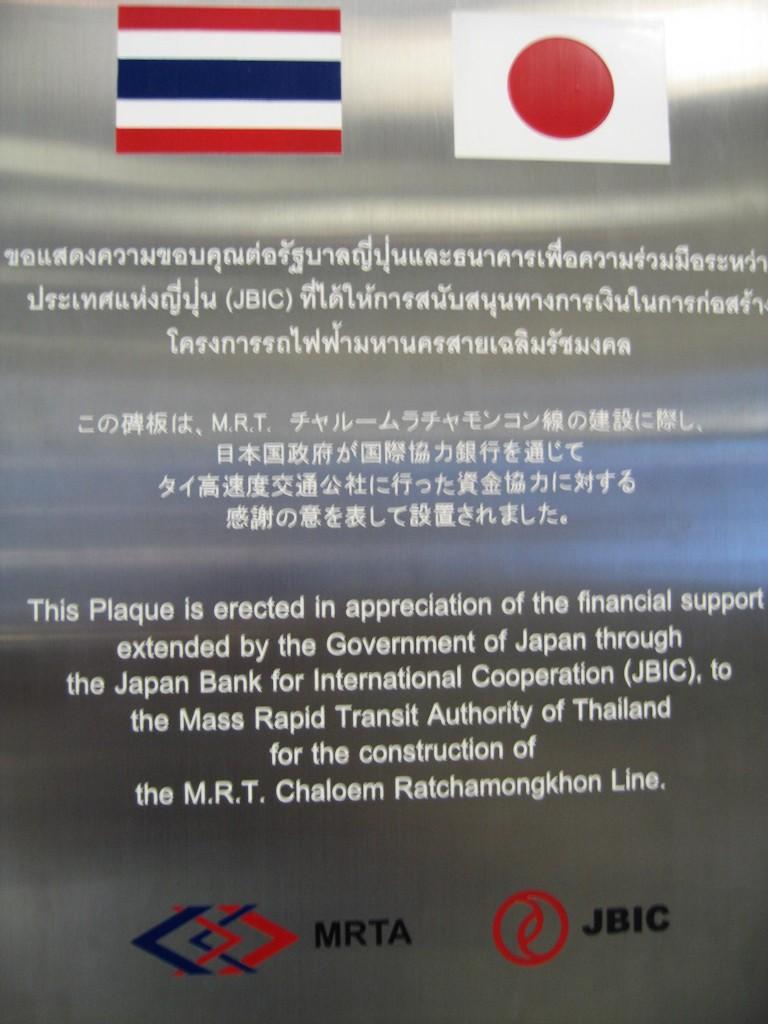 ขอแสดงความขอบคุณต่อรัฐบาลญี่ปุ่นและธนาคารเพื่อความร่วมมือระหว่า
ประเทศแห่งญี่ปุ่น (JBIC) ที่ได้ให้การสนับสนุนทางการเงินในการก่อสร้า
โครงการรถไฟฟ้ามหานครสายเฉลิมรัชมงคล
この碑板は、M.R.T. チャルームラチャモンコン線の建設に際し、
日本国政府が国際協力銀行を通じて
タイ高速度交通公社に行った資金協力に対する
感謝の意を表して設置されました。
This Plaque is erected in appreciation of the financial support
extended by the Government of Japan through
the Japan Bank for International Cooperation (JBIC), to
the Mass Rapid Transit Authority of Thailand
for the construction of
the M.R.T. Chaloem Ratchamongkhon Line.
MRTA JBIC